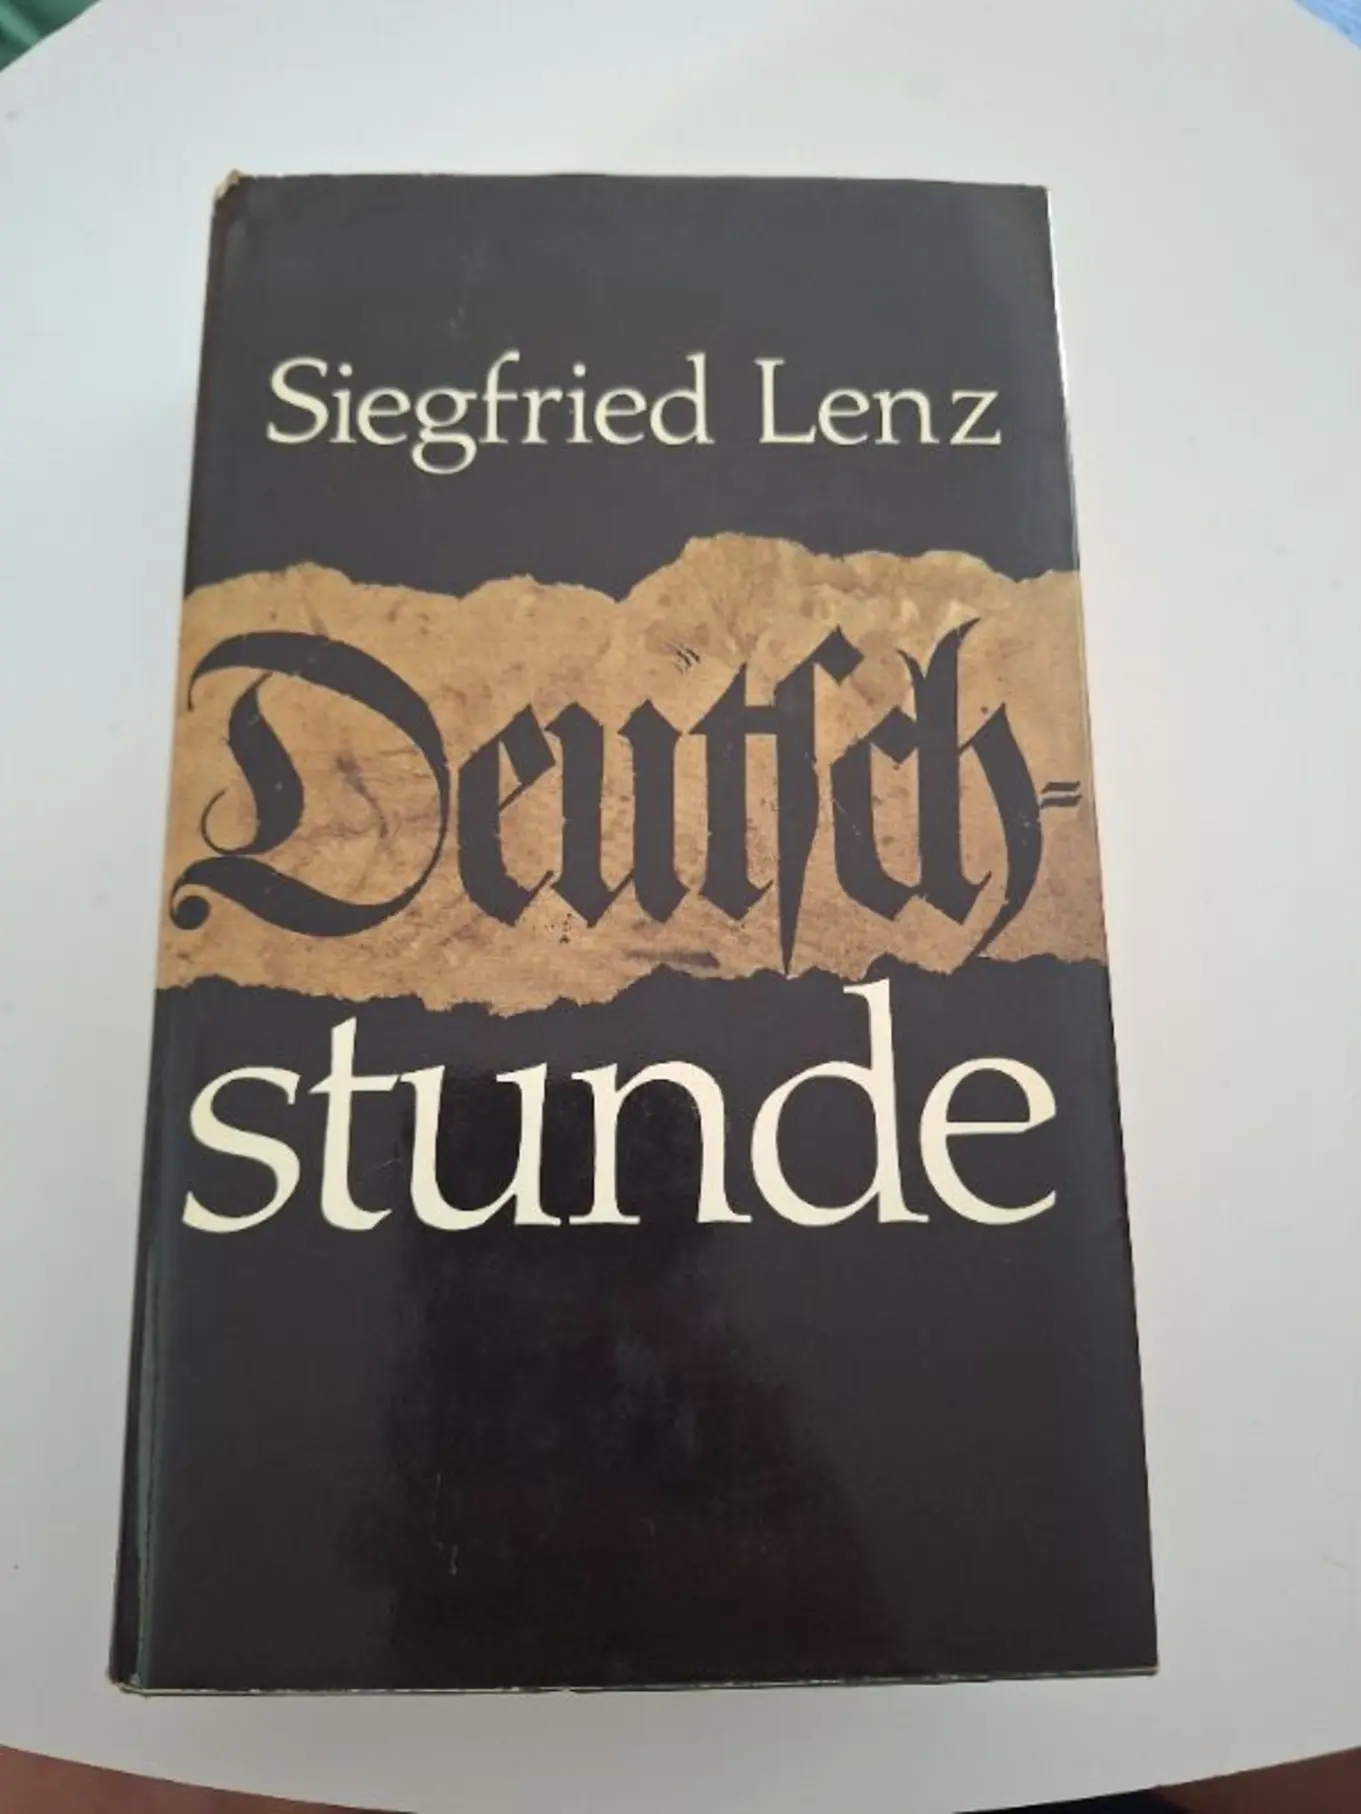 Siegfried Lenz
Deutſch-
stunde